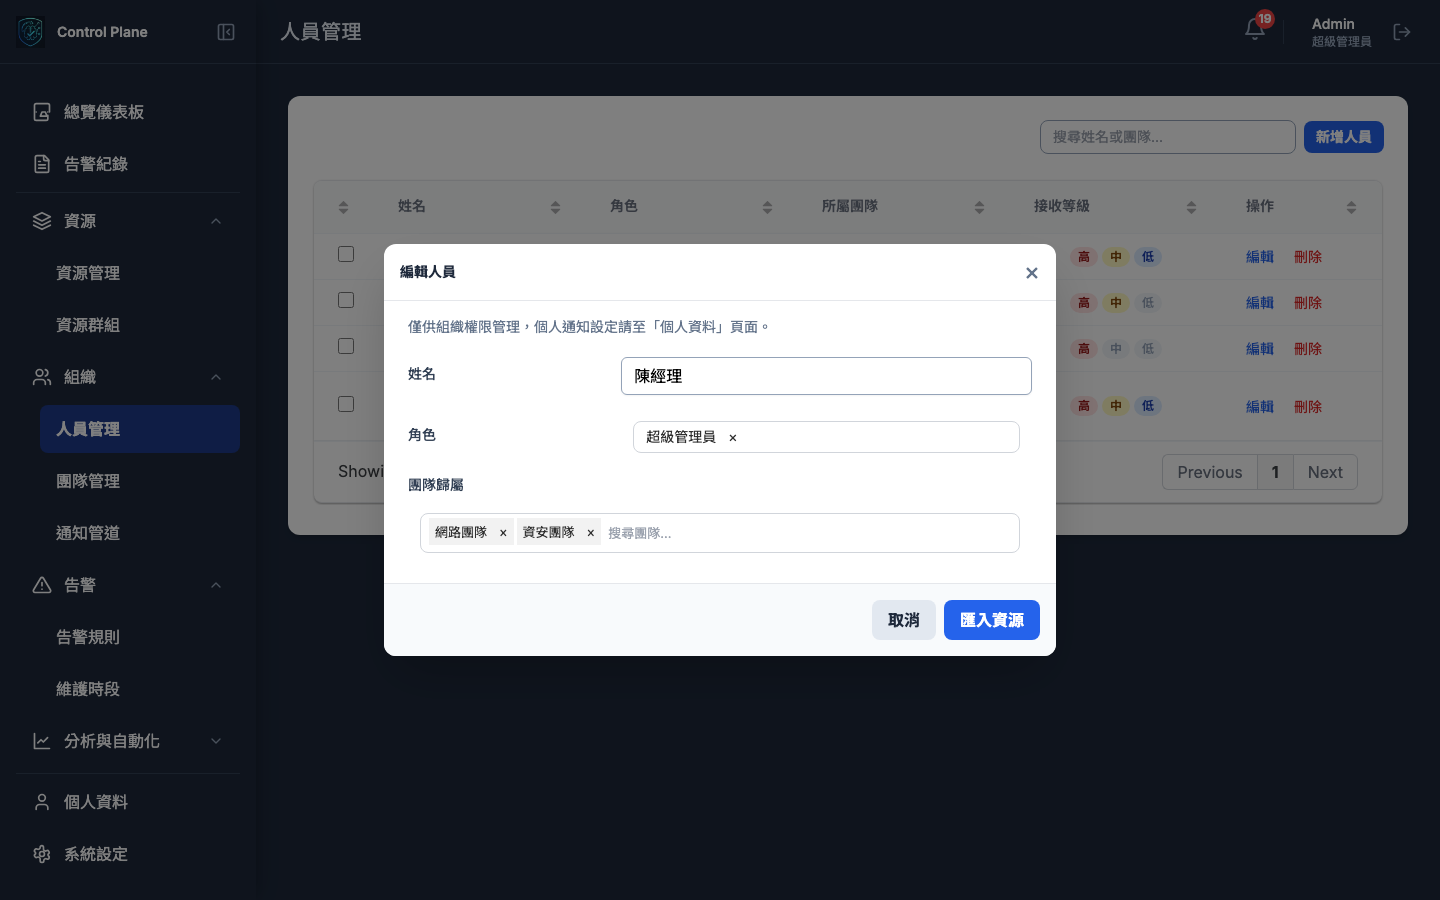 Control Plane
人員管理
19
Admin
超級管理員
總覽儀表板
告警紀錄
資源
資源管理
資源群組
組織
人員管理
團隊管理
通知管道
告警
告警規則
維護時段
分析與自動化
個人資料
系統設定
搜尋姓名或團隊...
新增人員
姓名 角色 所屬團隊 接收等級 操作
高 中 低 編輯 刪除
高 中 低 編輯 刪除
高 中 低 編輯 刪除
高 中 低 編輯 刪除
Showi
Previous 1 Next
編輯人員 ×
僅供組織權限管理，個人通知設定請至「個人資料」頁面。
姓名 陳經理
角色 超級管理員 ×
團隊歸屬
網路團隊 × 資安團隊 × 搜尋團隊...
取消 匯入資源